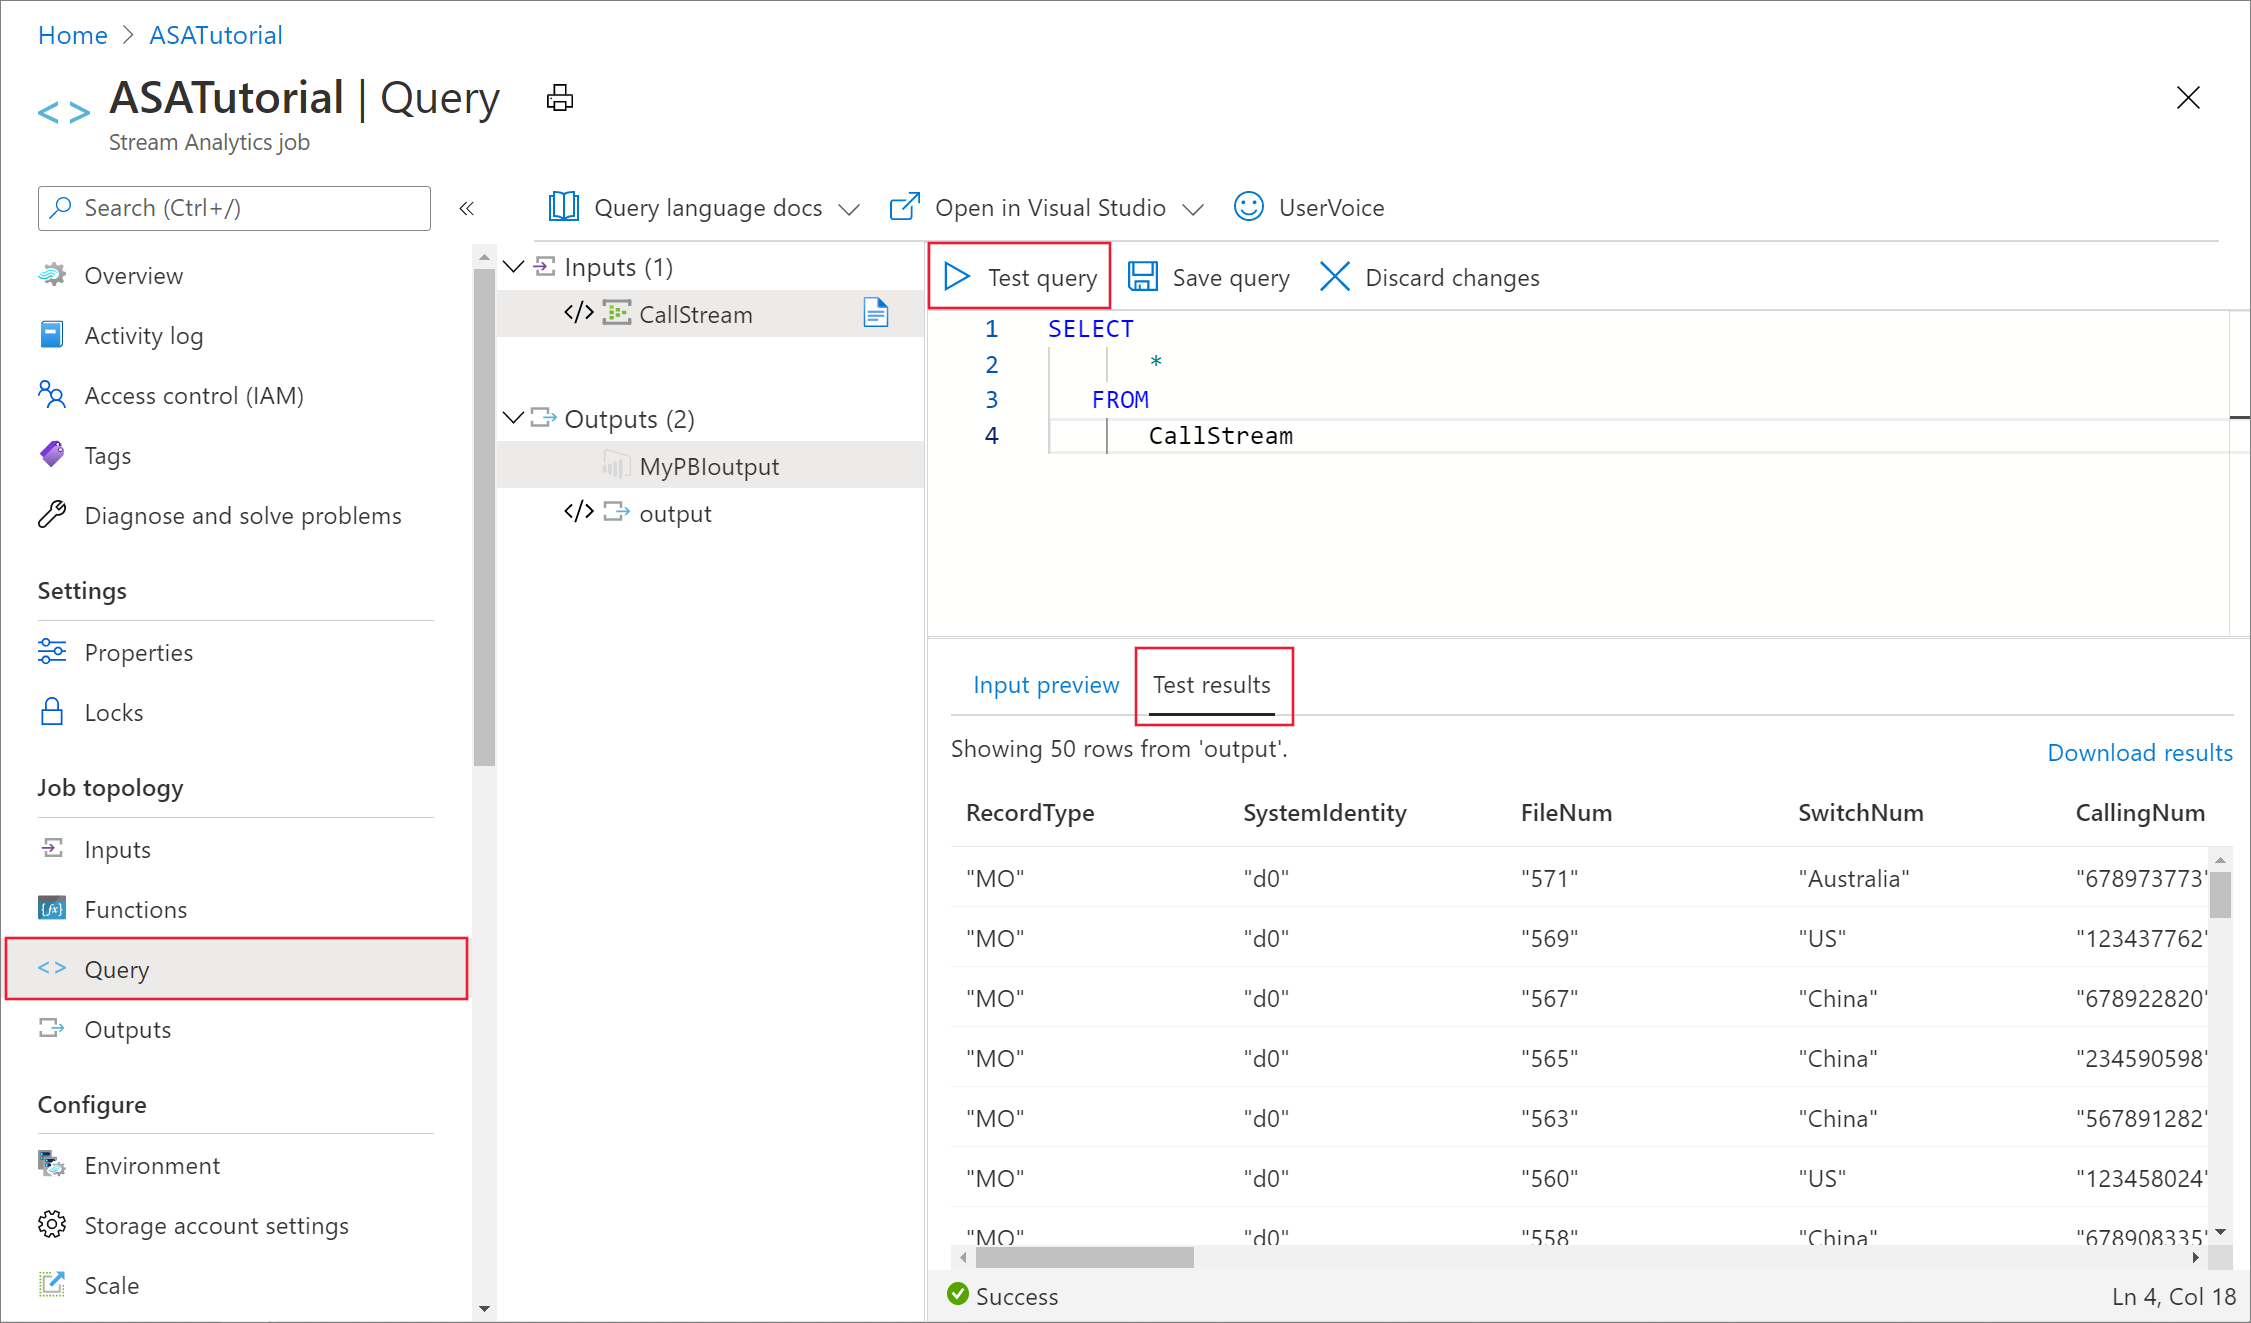 Home > ASATutorial
ASATutorial | Query
Stream Analytics job
Search (Ctrl+/)
«
Overview
Activity log
Access control (IAM)
Tags
Diagnose and solve problems
Settings
Properties
Locks
Job topology
Inputs
Functions
Query
Outputs
Configure
Environment
Storage account settings
Scale
Query language docs
Open in Visual Studio
UserVoice
Inputs (1)
</> CallStream
Outputs (2)
MyPBIoutput
</> output
Test query
Save query
Discard changes
1 SELECT
2 *
3 FROM
4 CallStream
Input preview
Test results
Showing 50 rows from 'output'.
Download results
RecordType SystemIdentity FileNum SwitchNum CallingNum
"MO" "d0" "571" "Australia" "678973773"
"MO" "d0" "569" "US" "123437762"
"MO" "d0" "567" "China" "678922820"
"MO" "d0" "565" "China" "234590598"
"MO" "d0" "563" "China" "567891282"
"MO" "d0" "560" "US" "123458024"
"MO" "d0" "558" "China" "678908335"
Success
Ln 4, Col 18